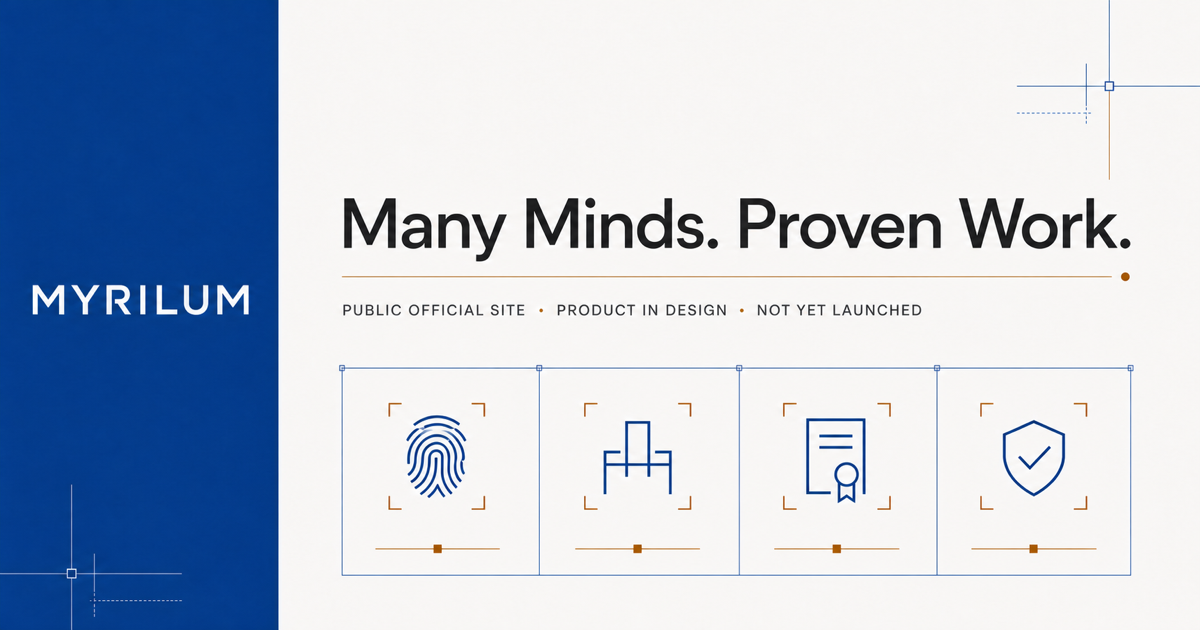 MYRILUM
Many Minds. Proven Work.
PUBLIC OFFICIAL SITE • PRODUCT IN DESIGN • NOT YET LAUNCHED